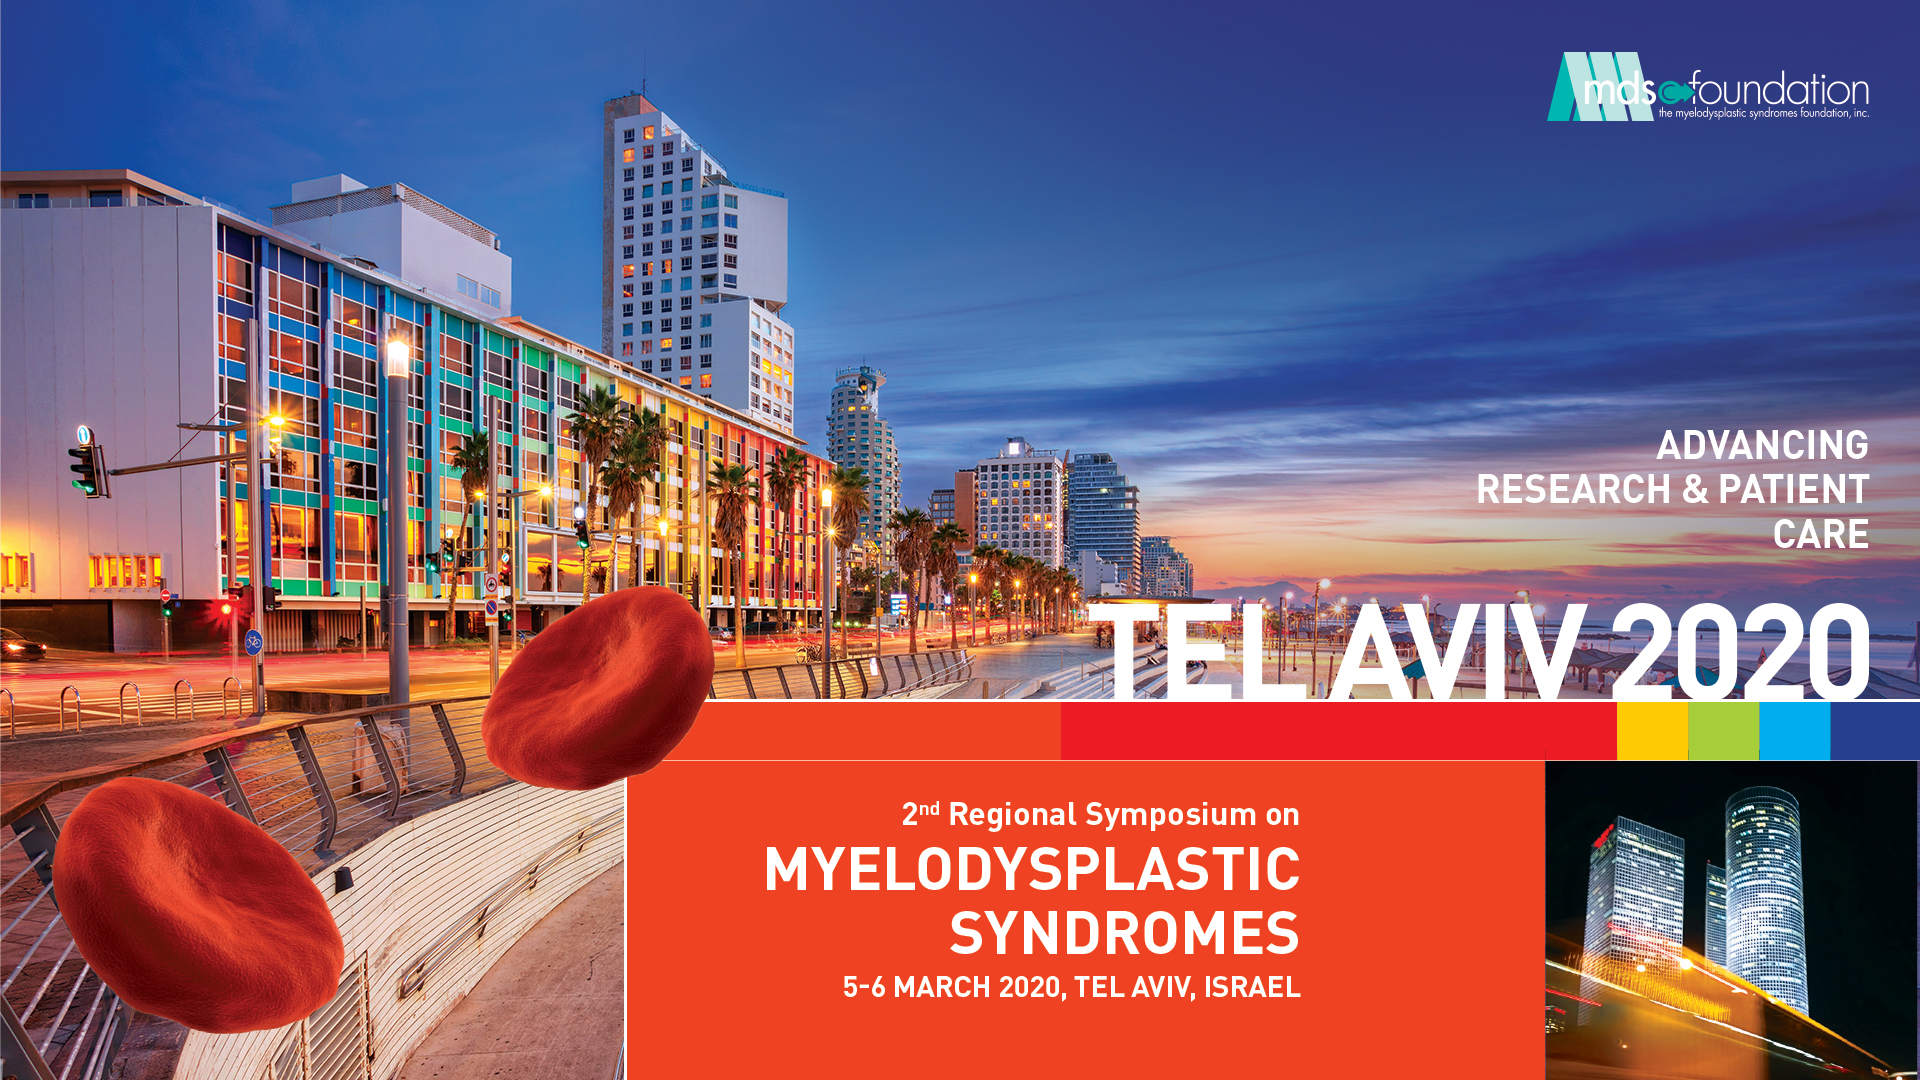 mds foundation
the myelodysplastic syndromes foundation, inc.
ADVANCING
RESEARCH & PATIENT
CARE
TEL AVIV 2020
2nd Regional Symposium on
MYELODYSPLASTIC
SYNDROMES
5-6 MARCH 2020, TEL AVIV, ISRAEL